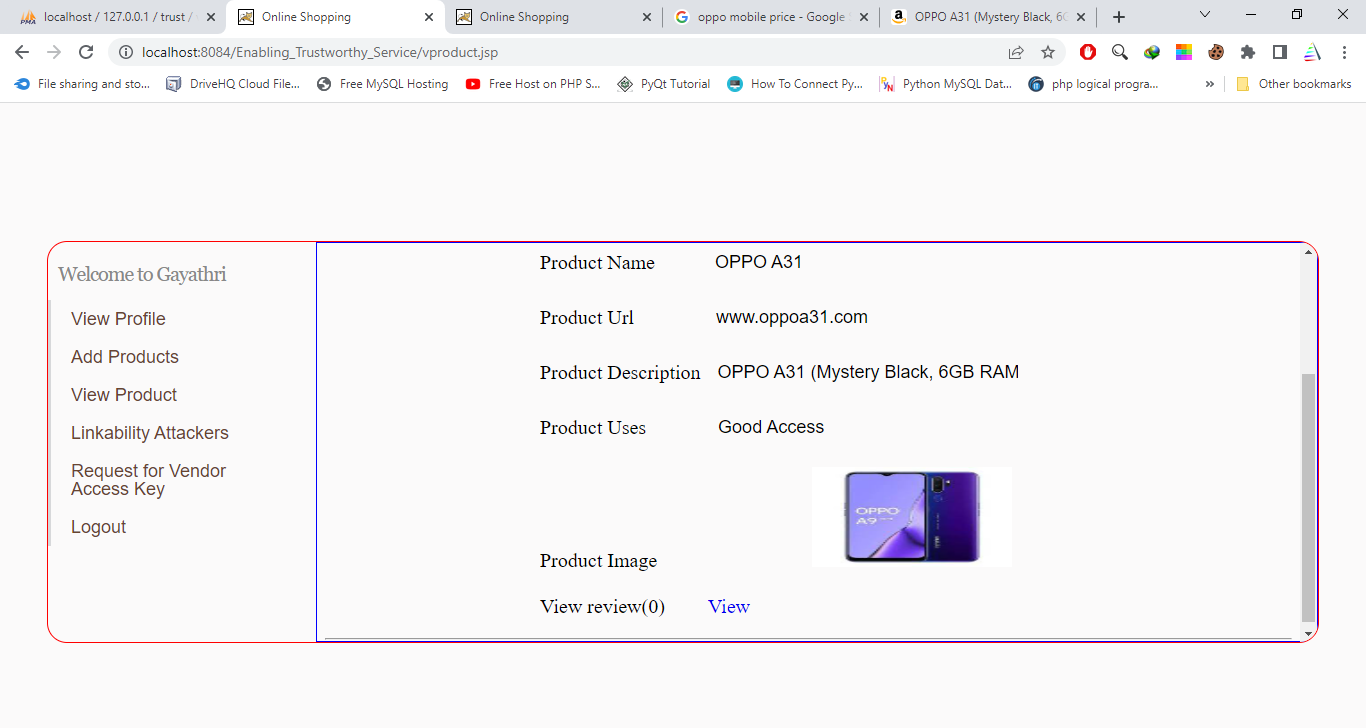 localhost / 127.0.0.1 / trust /
Online Shopping
Online Shopping
oppo mobile price - Google
OPPO A31 (Mystery Black, 6G
localhost:8084/Enabling_Trustworthy_Service/vproduct.jsp
File sharing and sto...
DriveHQ Cloud File...
Free MySQL Hosting
Free Host on PHP S...
PyQt Tutorial
How To Connect Py...
Python MySQL Dat...
php logical progra...
»
Other bookmarks
Welcome to Gayathri
View Profile
Add Products
View Product
Linkability Attackers
Request for Vendor
Access Key
Logout
Product Name OPPO A31
Product Url www.oppoa31.com
Product Description OPPO A31 (Mystery Black, 6GB RAM
Product Uses Good Access
OPPO
A9
Product Image
View review(0) View